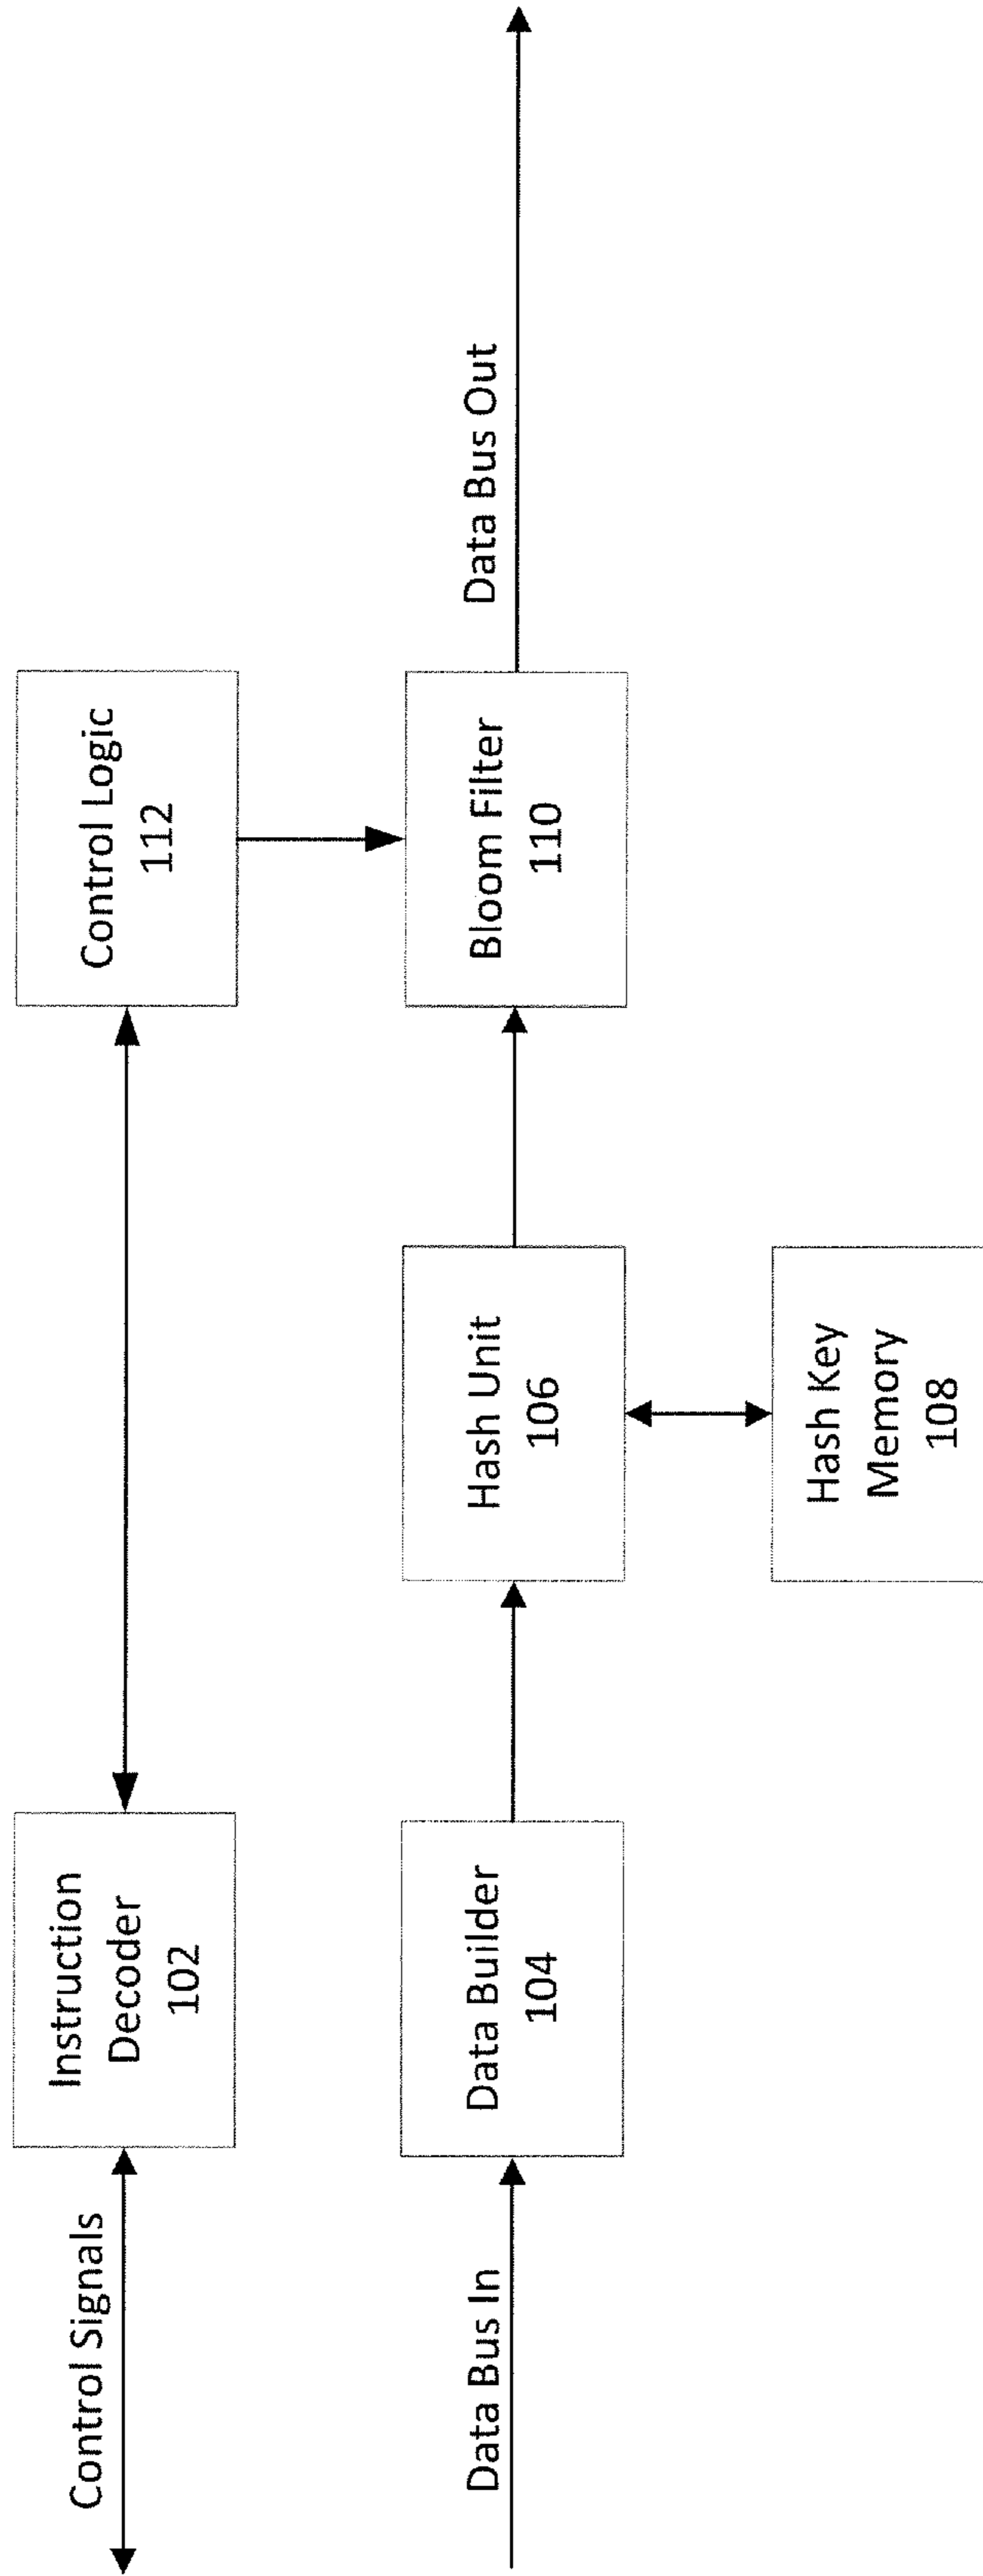 Control Signals
Instruction
Decoder
102
Control Logic
112
Data Bus In
Data Builder
104
Hash Unit
106
Bloom Filter
110
Data Bus Out
Hash Key
Memory
108